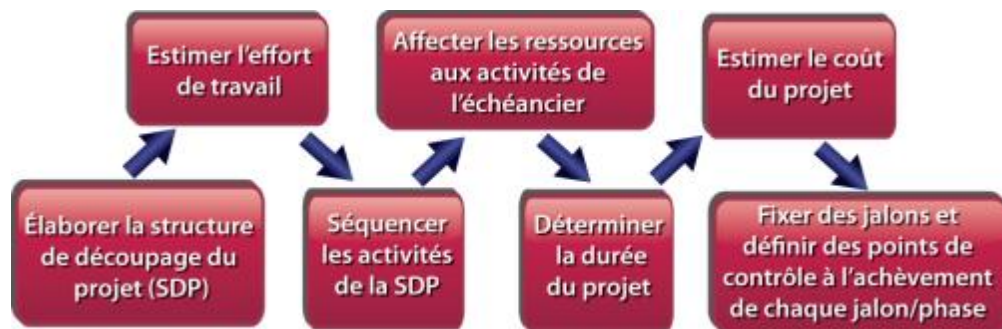 Élaborer la structure
de découpage du
projet (SDP)
Estimer l'effort
de travail
Séquencer
les activités
de la SDP
Affecter les ressources
aux activités de
l'échéancier
Déterminer
la durée
du projet
Estimer le coût
du projet
Fixer des jalons et
définir des points de
contrôle à l'achèvement
de chaque jalon/phase